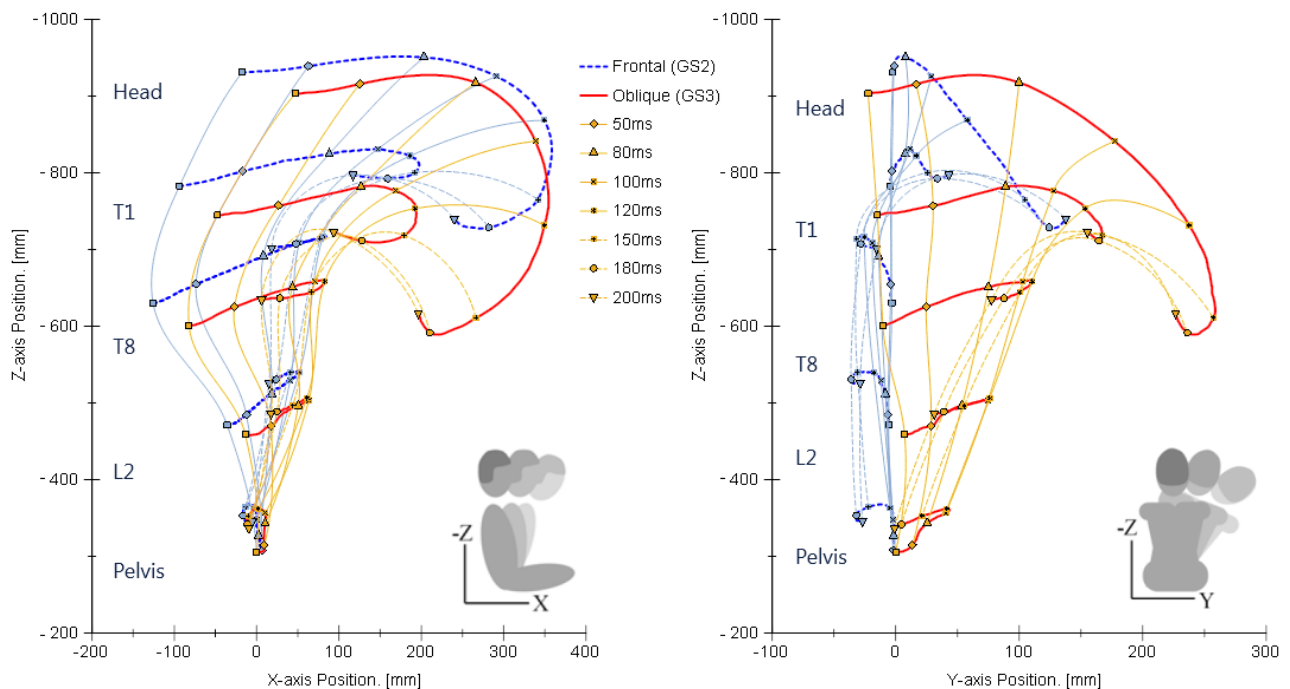 - 1000
- 800
- 600
- 400
- 200
Z-axis Position. [mm]
Head
T1
T8
L2
Pelvis
-200
-100
0
100
200
300
400
X-axis Position. [mm]
-Z
X
Frontal (GS2)
Oblique (GS3)
50ms
80ms
100ms
120ms
150ms
180ms
200ms
- 1000
- 800
- 600
- 400
- 200
Z-axis Position. [mm]
Head
T1
T8
L2
Pelvis
-100
0
100
200
300
Y-axis Position. [mm]
-Z
Y